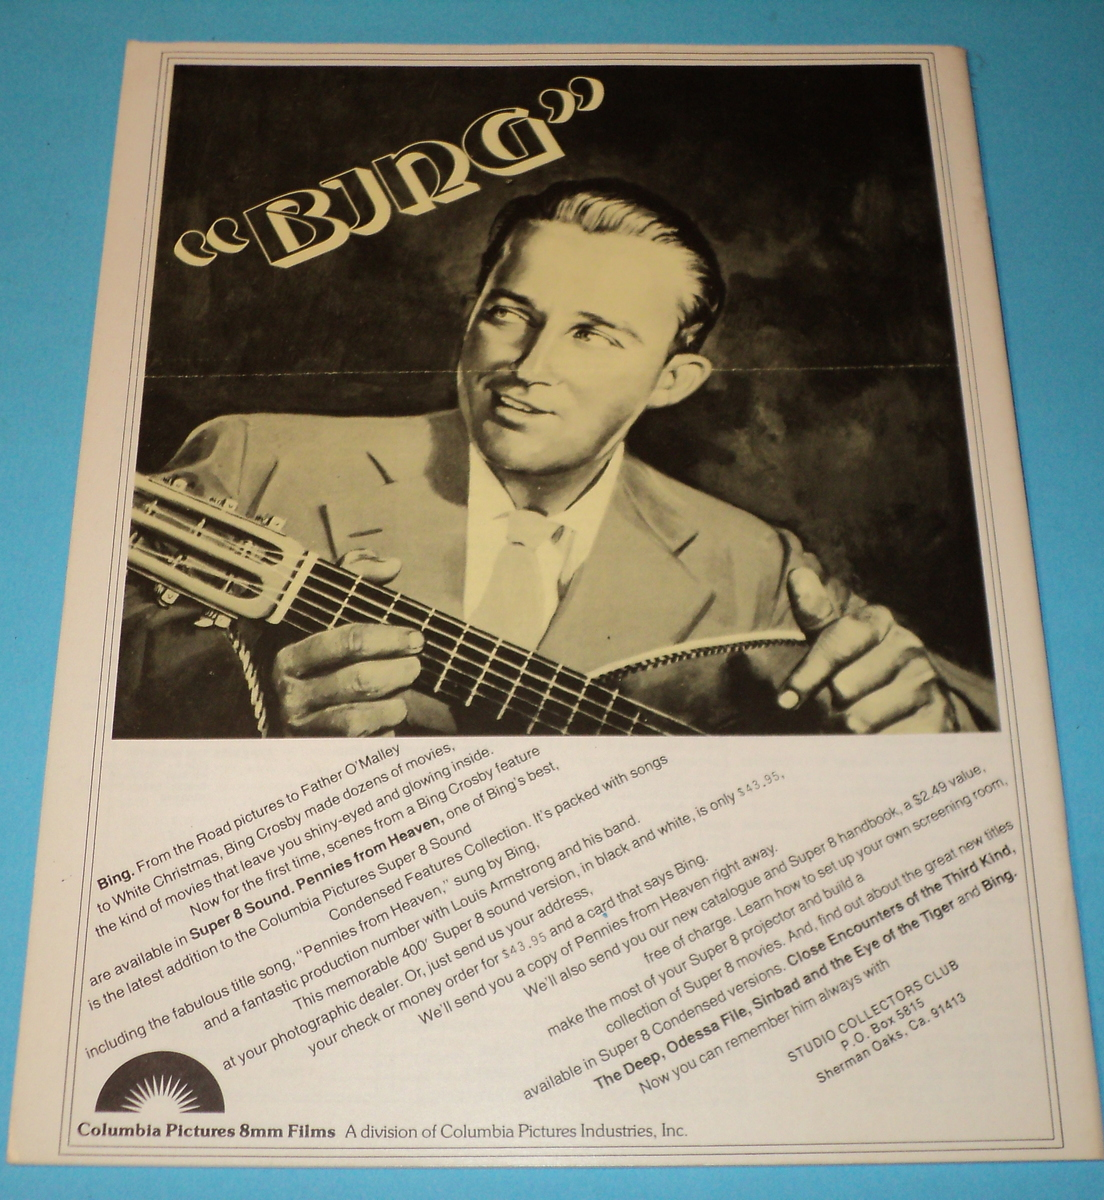 “BING”
Bing. From the Road pictures to Father O'Malley
to White Christmas, Bing Crosby made dozens of movies,
the kind of movies that leave you shiny-eyed and glowing inside.
Now for the first time, scenes from a Bing Crosby feature
are available in Super 8 Sound. Pennies from Heaven, one of Bing's best,
is the latest addition to the Columbia Pictures Super 8 Sound
Condensed Features Collection. It's packed with songs
including the fabulous title song, “Pennies from Heaven,” sung by Bing,
and a fantastic production number with Louis Armstrong and his band.
This memorable 400' Super 8 sound version, in black and white, is only $43.95,
at your photographic dealer. Or, just send us your address,
your check or money order for $43.95 and a card that says Bing.
We'll send you a copy of Pennies from Heaven right away.
We'll also send you our new catalogue and Super 8 handbook, a $2.49 value,
free of charge. Learn how to set up your own screening room,
make the most of your Super 8 projector and build a
collection of Super 8 movies. And, find out about the great new titles
available in Super 8 Condensed versions. Close Encounters of the Third Kind,
The Deep, Odessa File, Sinbad and the Eye of the Tiger and Bing.
Now you can remember him always with
STUDIO COLLECTORS CLUB
P.O. Box 5815
Sherman Oaks, Ca. 91413
Columbia Pictures 8mm Films A division of Columbia Pictures Industries, Inc.